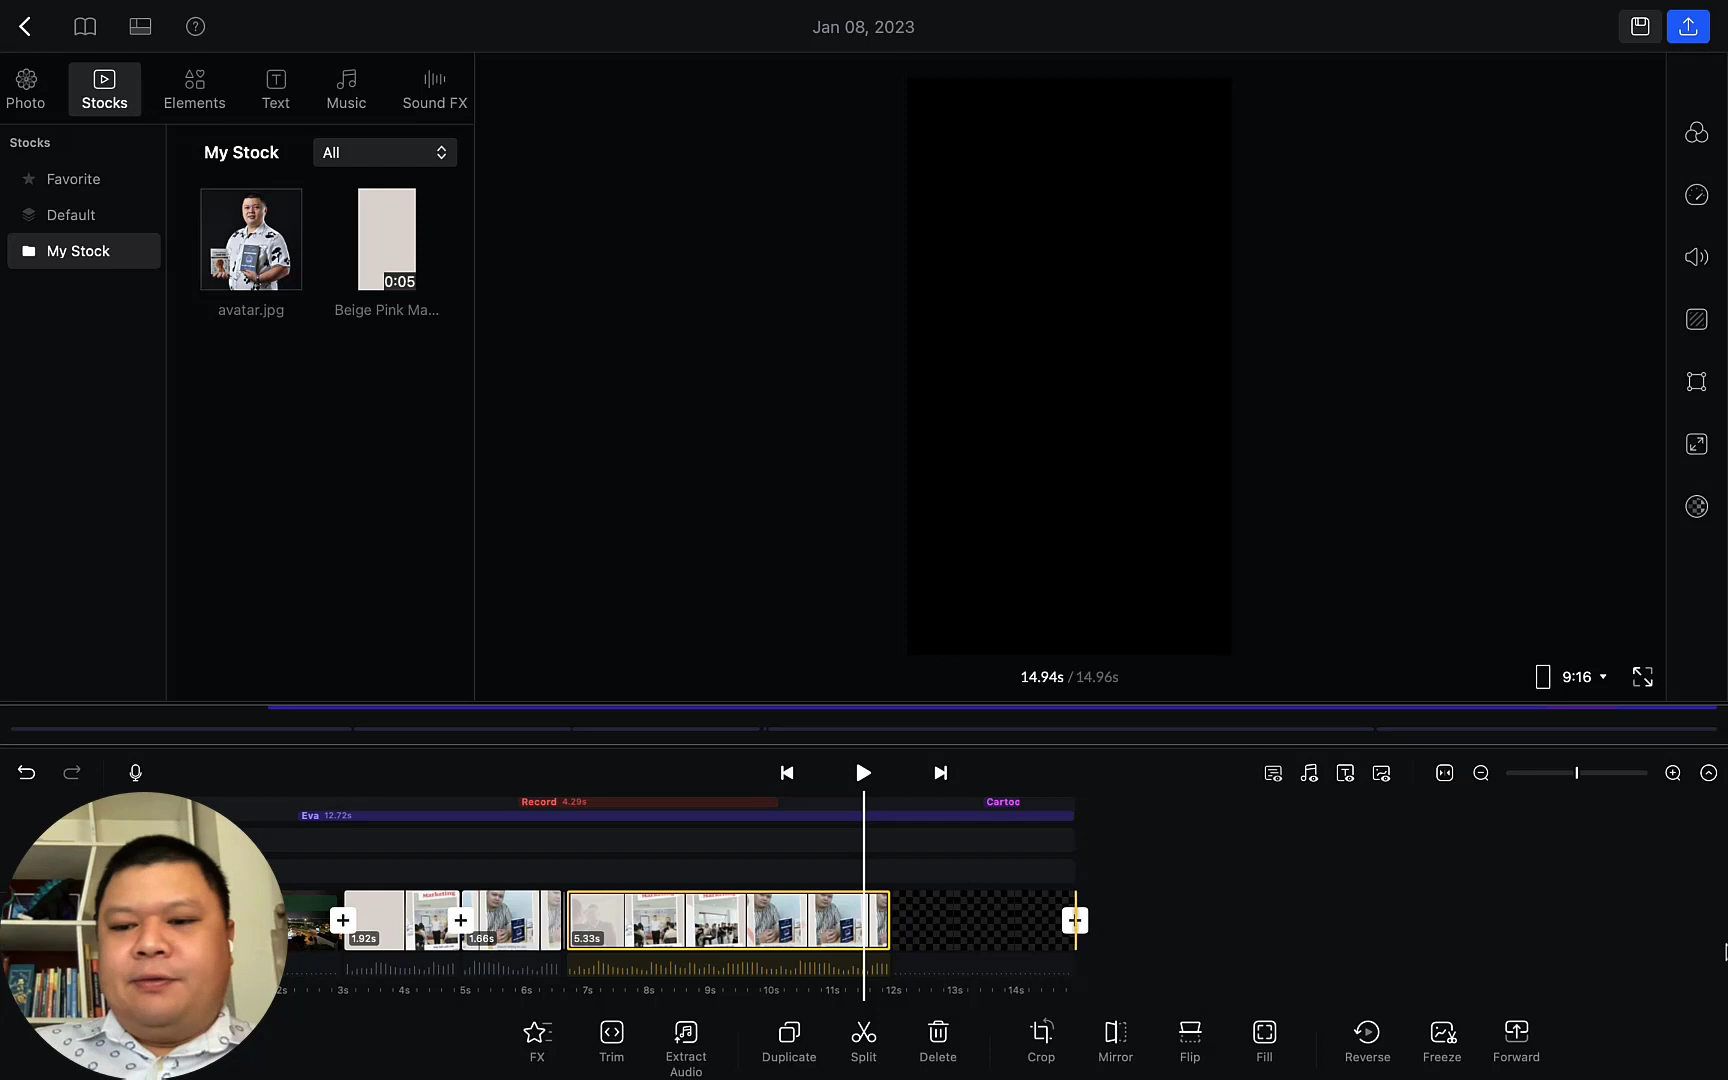 Jan 08, 2023
Photo
Stocks
Elements
Text
Music
Sound FX
Stocks
Favorite
Default
My Stock
My Stock
All
0:05
avatar.jpg
Beige Pink Ma...
14.94s / 14.96s
9:16
Record 4.29s
Cartoc
Eva 12.72s
Marketing
1.92s
1.66s
5.33s
2s
3s
4s
5s
6s
7s
8s
9s
10s
11s
12s
13s
14s
FX
Trim
Extract
Audio
Duplicate
Split
Delete
Crop
Mirror
Flip
Fill
Reverse
Freeze
Forward